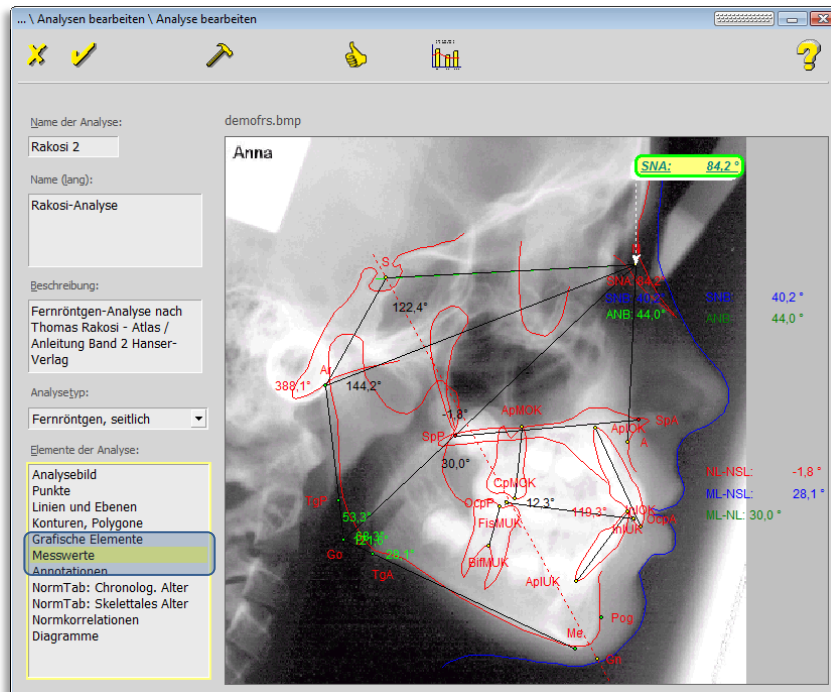 ... \ Analysen bearbeiten \ Analyse bearbeiten
Name der Analyse:
Rakosi 2
Name (lang):
Rakosi-Analyse
Beschreibung:
Fernröntgen-Analyse nach
Thomas Rakosi - Atlas /
Anleitung Band 2 Hanser-
Verlag
Analysetyp:
Fernröntgen, seitlich
Elemente der Analyse:
Analysebild
Punkte
Linien und Ebenen
Konturen, Polygone
Grafische Elemente
Messwerte
Annotationen
NormTab: Chronolog. Alter
NormTab: Skelettales Alter
Normkorrelationen
Diagramme
demofrs.bmp
Anna
SNA: 84,2 °
S
SNA: 84,2°
SNB: 40,2°
ANB: 44,0°
SNB: 40,2 °
ANB: 44,0 °
122,4°
Ar
388,1°
144,2°
-1,8°
ApMOK
SpA
SpP
ApIOK
A
30,0°
NL-NSL: -1,8 °
ML-NSL: 28,1 °
ML-NL: 30,0 °
CpMOK
TgP
OcpP
12,3°
119,3°
InIOK
OcpA
53,3°
FisMUK
InIUK
Go
28,1°
BifMUK
TgA
ApIUK
Pog
Me
Gn